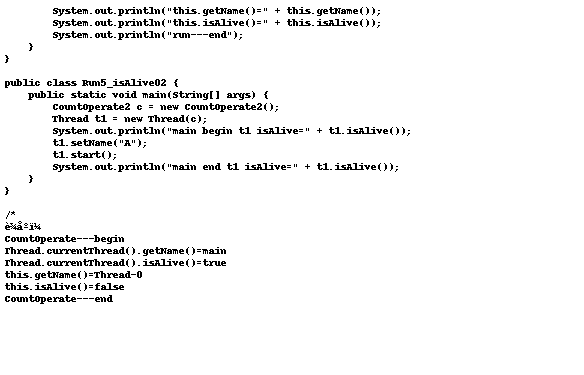 System.out.println("this.getName()=" + this.getName());
System.out.println("this.isAlive()=" + this.isAlive());
System.out.println("run---end");
}
}
public class Run5_isAlive02 {
public static void main(String[] args) {
CountOperate2 c = new CountOperate2();
Thread t1 = new Thread(c);
System.out.println("main begin t1 isAlive=" + t1.isAlive());
t1.setName("A");
t1.start();
System.out.println("main end t1 isAlive=" + t1.isAlive());
}
}
/*
CountOperate---begin
Thread.currentThread().getName()=main
Thread.currentThread().isAlive()=true
this.getName()=Thread-0
this.isAlive()=false
CountOperate---end